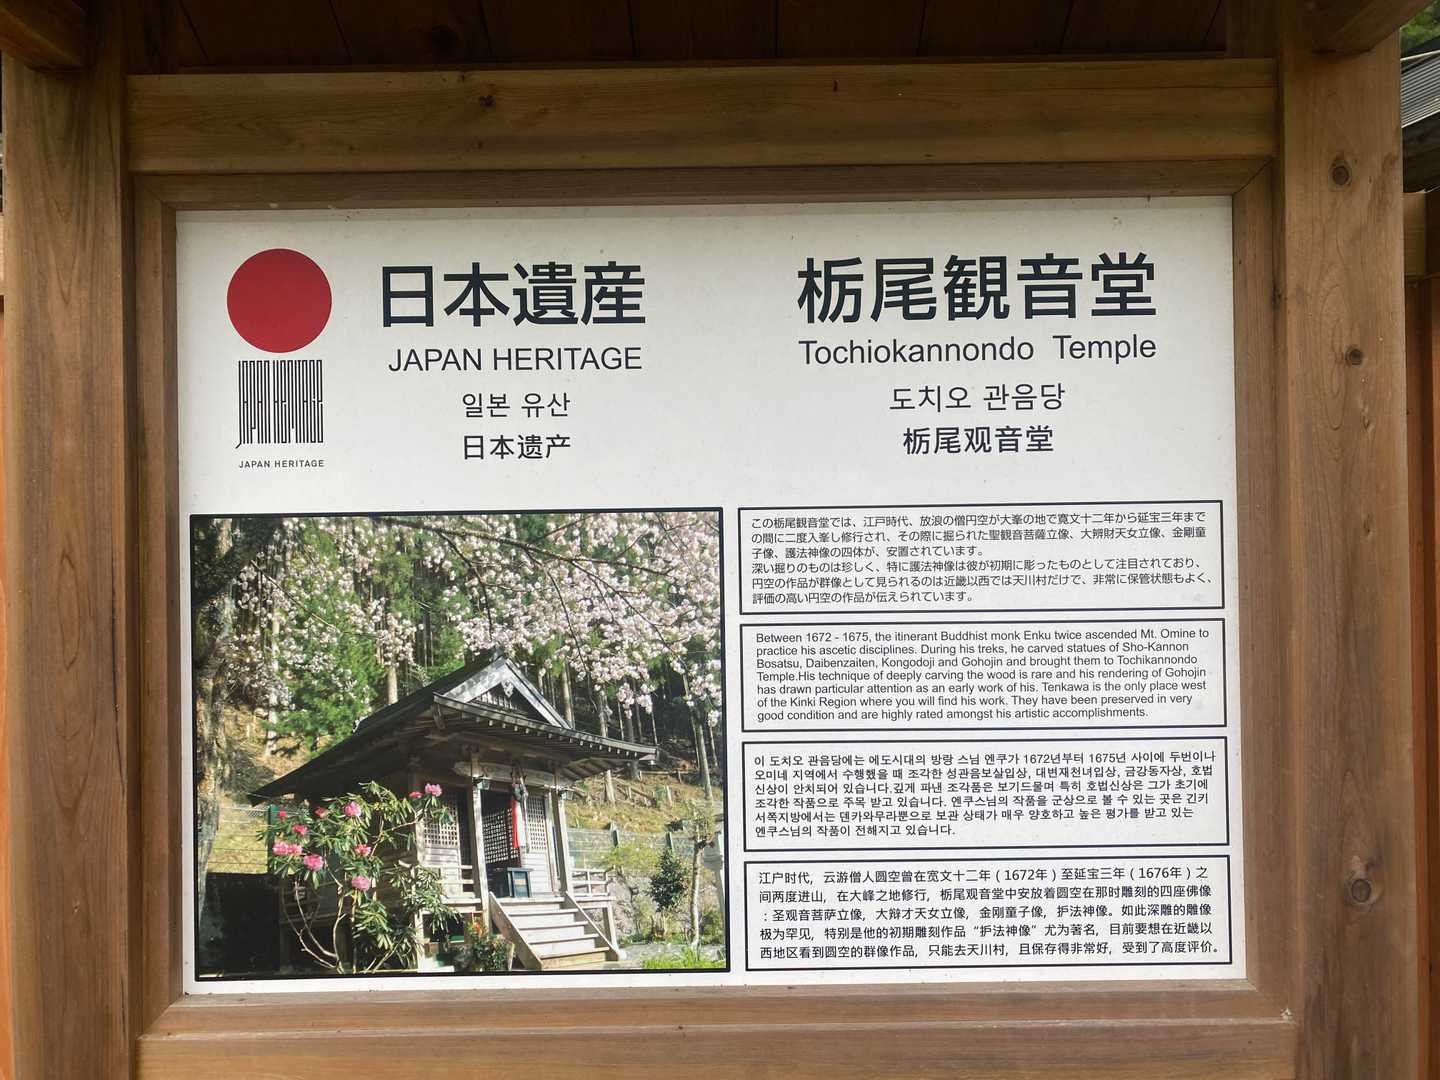 日本遺産
JAPAN HERITAGE
일본 유산
日本遗产
JAPAN HERITAGE
JAPAN HERITAGE
栃尾観音堂
Tochiokannondo Temple
도치오 관음당
栃尾观音堂
この栃尾観音堂では、江戸時代、放浪の僧円空が大峯の地で寛文十二年から延宝三年まで
の間に二度入峯し修行され、その際に掘られた聖観音菩薩立像、大辨財天女立像、金剛童
子像、護法神像の四体が、安置されています。
深い掘りのものは珍しく、特に護法神像は彼が初期に彫ったものとして注目されており、
円空の作品が群像として見られるのは近畿以西では天川村だけで、非常に保管状態もよく、
評価の高い円空の作品が伝えられています。
Between 1672 - 1675, the itinerant Buddhist monk Enku twice ascended Mt. Omine to
practice his ascetic disciplines. During his treks, he carved statues of Sho-Kannon
Bosatsu, Daibenzaiten, Kongodoji and Gohojin and brought them to Tochikannondo
Temple.His technique of deeply carving the wood is rare and his rendering of Gohojin
has drawn particular attention as an early work of his. Tenkawa is the only place west
of the Kinki Region where you will find his work. They have been preserved in very
good condition and are highly rated amongst his artistic accomplishments.
이 도치오 관음당에는 에도시대의 방랑 스님 엔쿠가 1672년부터 1675년 사이에 두번이나
오미네 지역에서 수행했을 때 조각한 성관음보살입상, 대변재천녀입상, 금강동자상, 호법
신상이 안치되어 있습니다.깊게 파낸 조각품은 보기드물며 특히 호법신상은 그가 초기에
조각한 작품으로 주목 받고 있습니다. 엔쿠스님의 작품을 군상으로 볼 수 있는 곳은 긴키
서쪽지방에서는 덴카와무라뿐으로 보관 상태가 매우 양호하고 높은 평가를 받고 있는
엔쿠스님의 작품이 전해지고 있습니다.
江户时代，云游僧人圆空曾在宽文十二年（1672年）至延宝三年（1676年）之
间两度进山，在大峰之地修行，栃尾观音堂中安放着圆空在那时雕刻的四座佛像
：圣观音菩萨立像，大辩才天女立像，金刚童子像，护法神像。如此深雕的雕像
极为罕见，特别是他的初期雕刻作品“护法神像”尤为著名，目前要想在近畿以
西地区看到圆空的群像作品，只能去天川村，且保存得非常好，受到了高度评价。